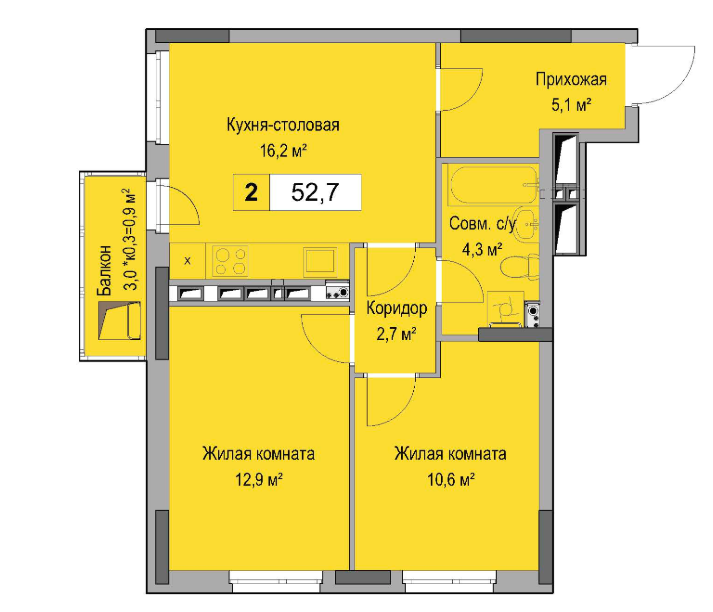 Прихожая
5,1 м²
Кухня-столовая
16,2 м²
2 52,7
Балкон
3,0 *к0,3=0,9 м²
Совм. с/у
4,3 м²
х
Коридор
2,7 м²
Жилая комната
12,9 м²
Жилая комната
10,6 м²